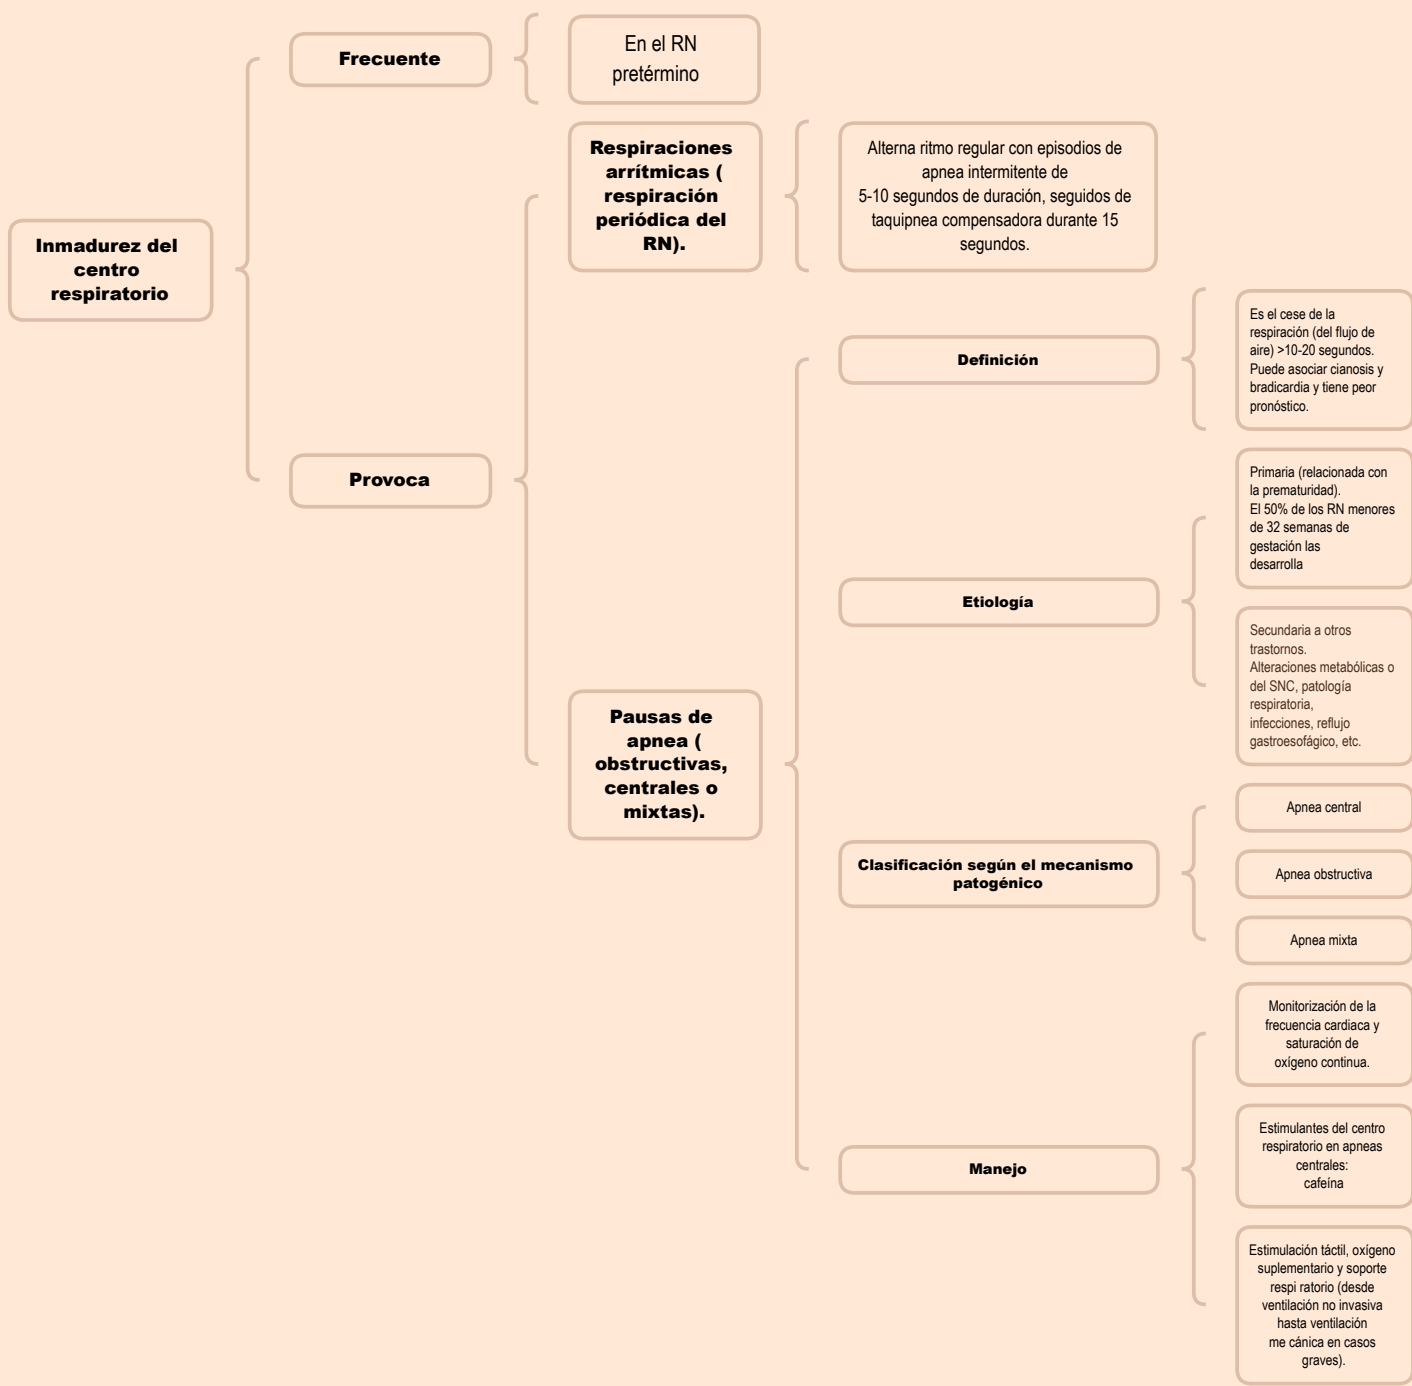 Inmadurez del
centro
respiratorio
Frecuente
En el RN
pretérmino
Provoca
Respiraciones
arrítmicas (
respiración
periódica del
RN).
Alterna ritmo regular con episodios de
apnea intermitente de
5-10 segundos de duración, seguidos de
taquipnea compensadora durante 15
segundos.
Pausas de
apnea (
obstructivas,
centrales o
mixtas).
Definición
Es el cese de la
respiración (del flujo de
aire) >10-20 segundos.
Puede asociar cianosis y
bradicardia y tiene peor
pronóstico.
Etiología
Primaria (relacionada con
la prematuridad).
El 50% de los RN menores
de 32 semanas de
gestación las
desarrolla
Secundaria a otros
trastornos.
Alteraciones metabólicas o
del SNC, patología
respiratoria,
infecciones, reflujo
gastroesofágico, etc.
Clasificación según el mecanismo
patogénico
Apnea central
Apnea obstructiva
Apnea mixta
Manejo
Monitorización de la
frecuencia cardiaca y
saturación de
oxígeno continua.
Estimulantes del centro
respiratorio en apneas
centrales:
cafeína
Estimulación táctil, oxígeno
suplementario y soporte
respi ratorio (desde
ventilación no invasiva
hasta ventilación
me cánica en casos
graves).